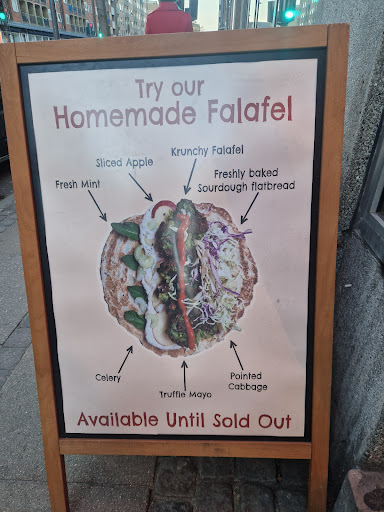 Try our
Homemade Falafel
Krunchy Falafel
Sliced Apple
Freshly baked
Sourdough flatbread
Fresh Mint
Celery
Truffle Mayo
Pointed
Cabbage
Available Until Sold Out